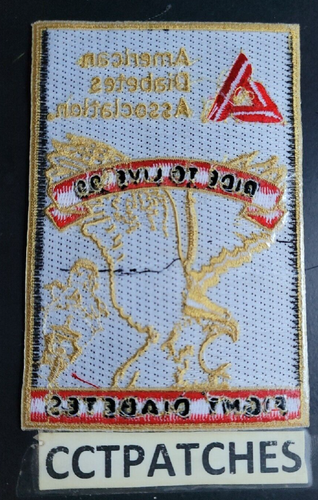 American
Diabetes
Association.
RIDE TO LIVE
FIGHT DIABETES
CCTPATCHES